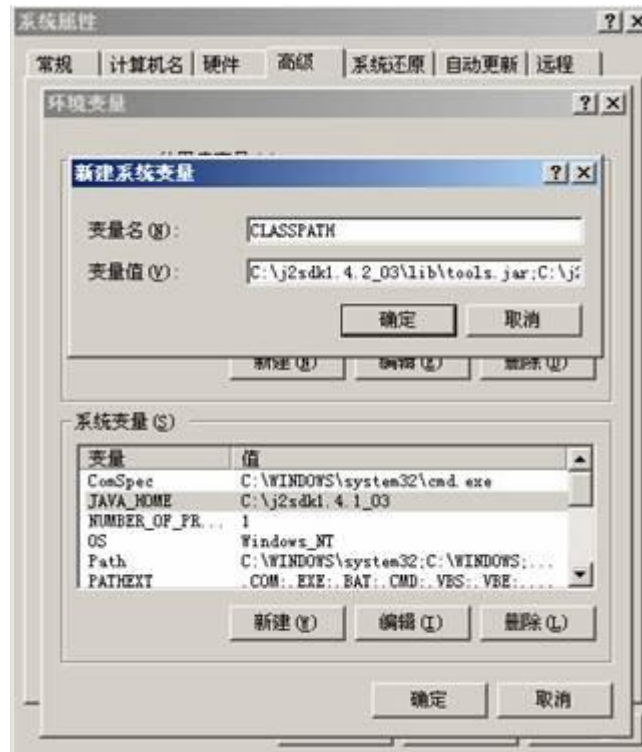 系统属性
常规 计算机名 硬件 高级 系统还原 自动更新 远程
环境变量
新建系统变量
变量名(N): CLASSPATH
变量值(V): C:\j2sdk1.4.2_03\lib\tools.jar;C:\j2
确定 取消
新建(N) 编辑(E) 删除(D)
系统变量(S)
变量 值
ComSpec C:\WINDOWS\system32\cmd.exe
JAVA_HOME C:\j2sdk1.4.1_03
NUMBER_OF_PR... 1
OS Windows_NT
Path C:\WINDOWS\system32;C:\WINDOWS;...
PATHEXT .COM;.EXE;.BAT;.CMD;.VBS;.VBE;....
新建(W) 编辑(I) 删除(L)
确定 取消